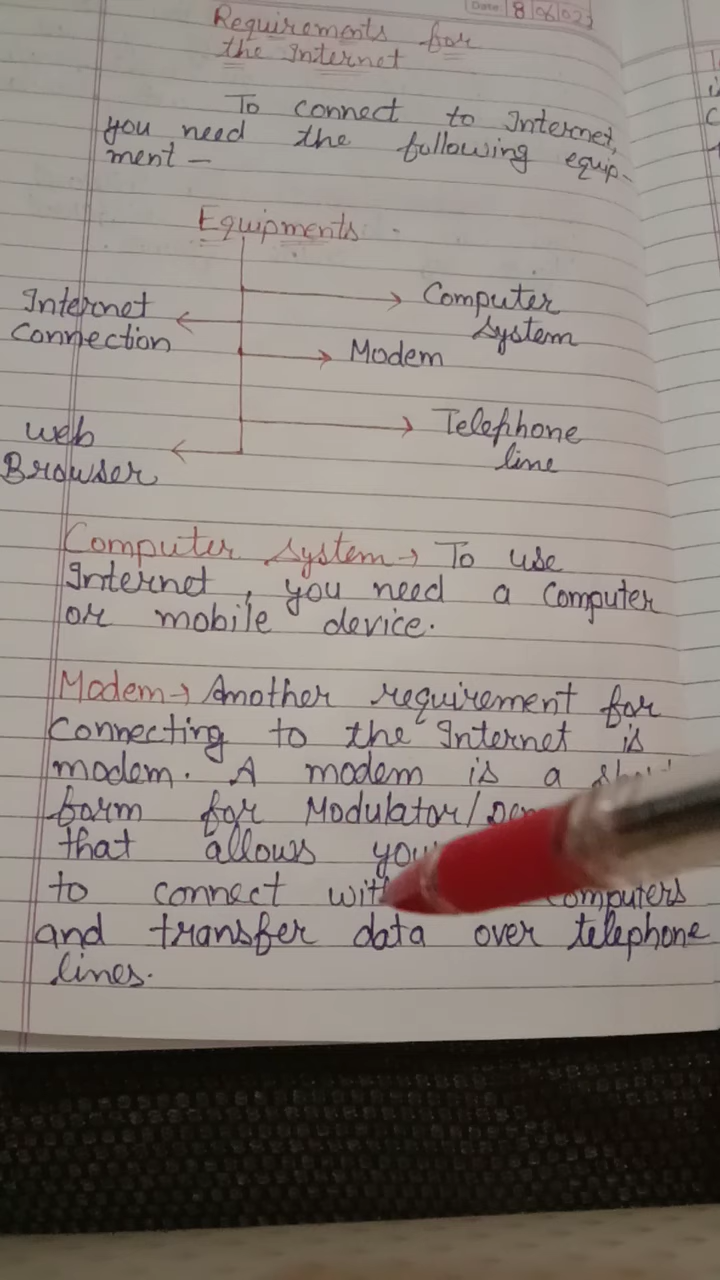 Date: 8/06/023
Requirements for
the Internet
To connect to Internet,
you need the following equip-
ment –
Equipments
Internet
Connection
Computer
System
Modem
Web
Browser
Telephone
line
Computer System → To use
Internet, you need a Computer
or mobile device.
Modem → Another requirement for
connecting to the Internet is
modem. A modem is a
form for Modulator/
that allows
to connect computers
and transfer data over telephone
lines.